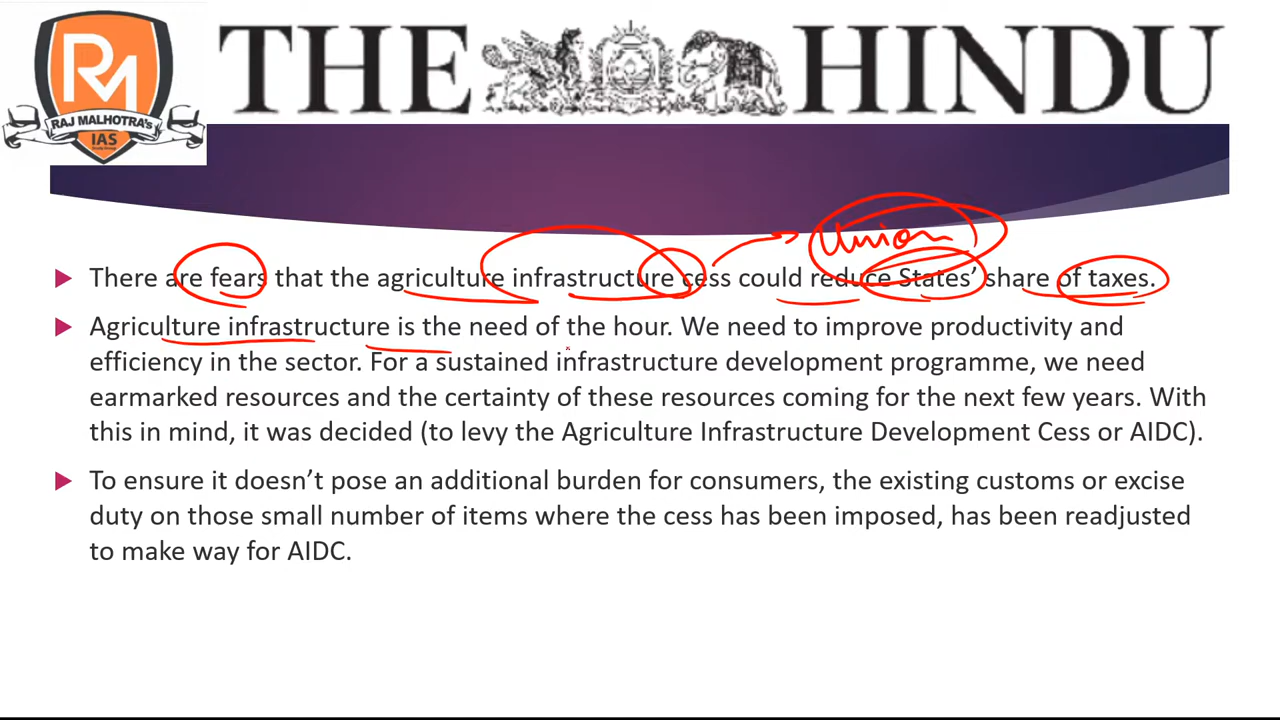 RM
RAJ MALHOTRA'S
IAS
THE HINDU
Union
There are fears that the agriculture infrastructure cess could reduce States' share of taxes.
Agriculture infrastructure is the need of the hour. We need to improve productivity and
efficiency in the sector. For a sustained infrastructure development programme, we need
earmarked resources and the certainty of these resources coming for the next few years. With
this in mind, it was decided (to levy the Agriculture Infrastructure Development Cess or AIDC).
To ensure it doesn't pose an additional burden for consumers, the existing customs or excise
duty on those small number of items where the cess has been imposed, has been readjusted
to make way for AIDC.